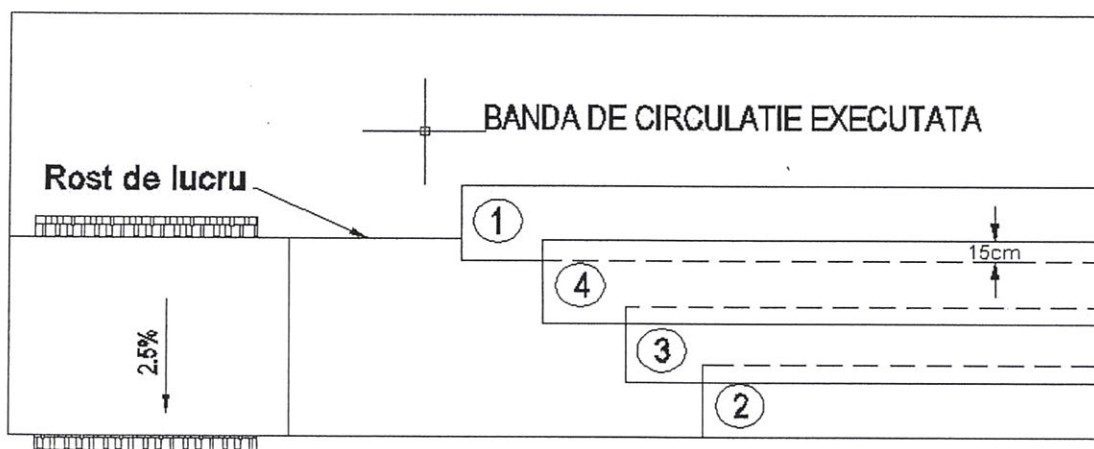 BANDA DE CIRCULATIE EXECUTATA
Rost de lucru
1
15cm
4
2.5%
3
2